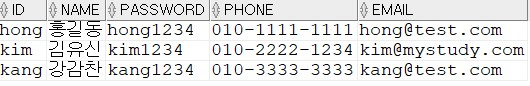 ID NAME PASSWORD PHONE EMAIL
hong 홍길동 hong1234 010-1111-1111 hong@test.com
kim 김유신 kim1234 010-2222-1234 kim@mystudy.com
kang 강감찬 kang1234 010-3333-3333 kang@test.com